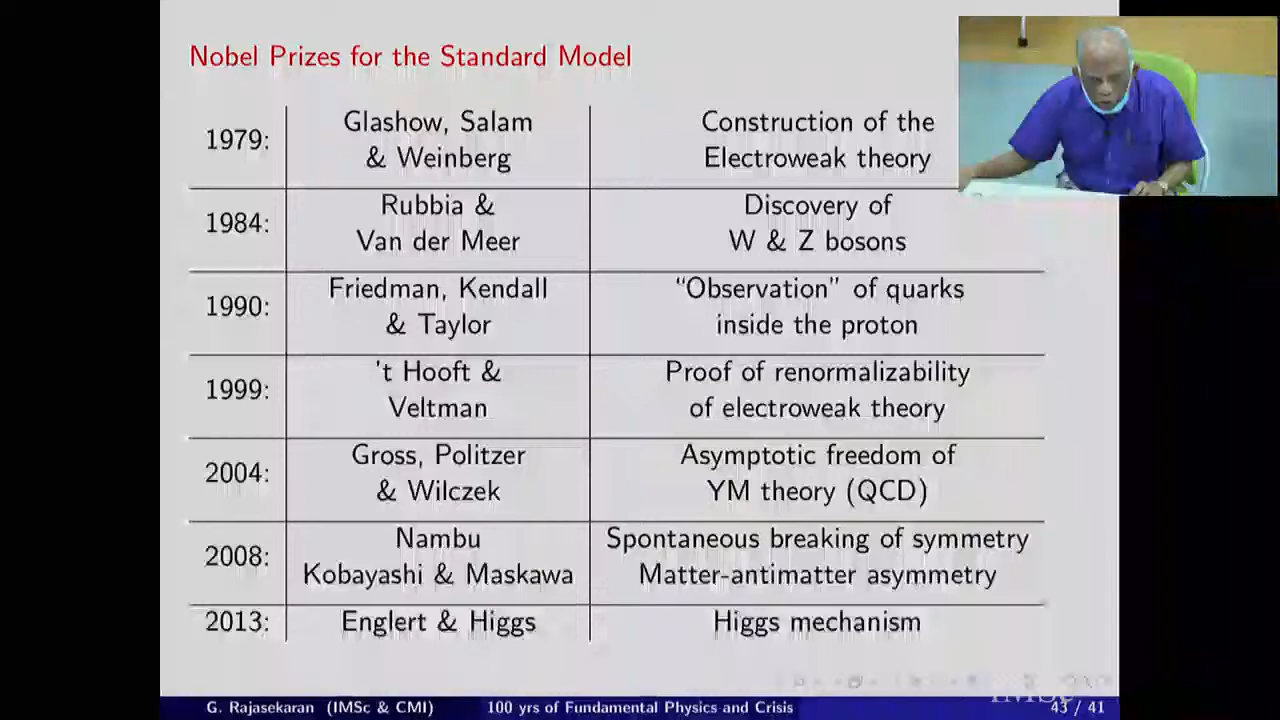 Nobel Prizes for the Standard Model
1979:
Glashow, Salam
& Weinberg
Construction of the
Electroweak theory
1984:
Rubbia &
Van der Meer
Discovery of
W & Z bosons
1990:
Friedman, Kendall
& Taylor
“Observation” of quarks
inside the proton
1999:
't Hooft &
Veltman
Proof of renormalizability
of electroweak theory
2004:
Gross, Politzer
& Wilczek
Asymptotic freedom of
YM theory (QCD)
2008:
Nambu
Kobayashi & Maskawa
Spontaneous breaking of symmetry
Matter-antimatter asymmetry
2013:
Englert & Higgs
Higgs mechanism
IMSc
G. Rajasekaran (IMSc & CMI) 100 yrs of Fundamental Physics and Crisis 43 / 41